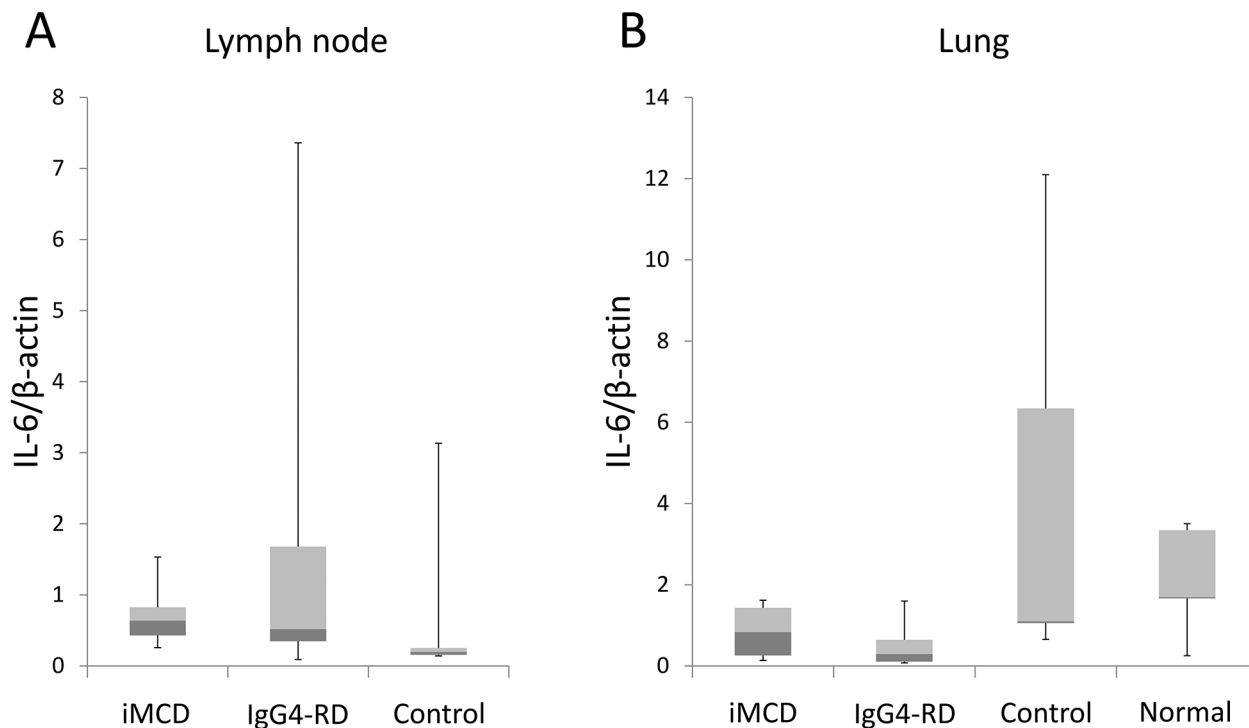 A
Lymph node
IL-6/β-actin
8
7
6
5
4
3
2
1
0
iMCD
IgG4-RD
Control
B
Lung
IL-6/β-actin
14
12
10
8
6
4
2
0
iMCD
IgG4-RD
Control
Normal